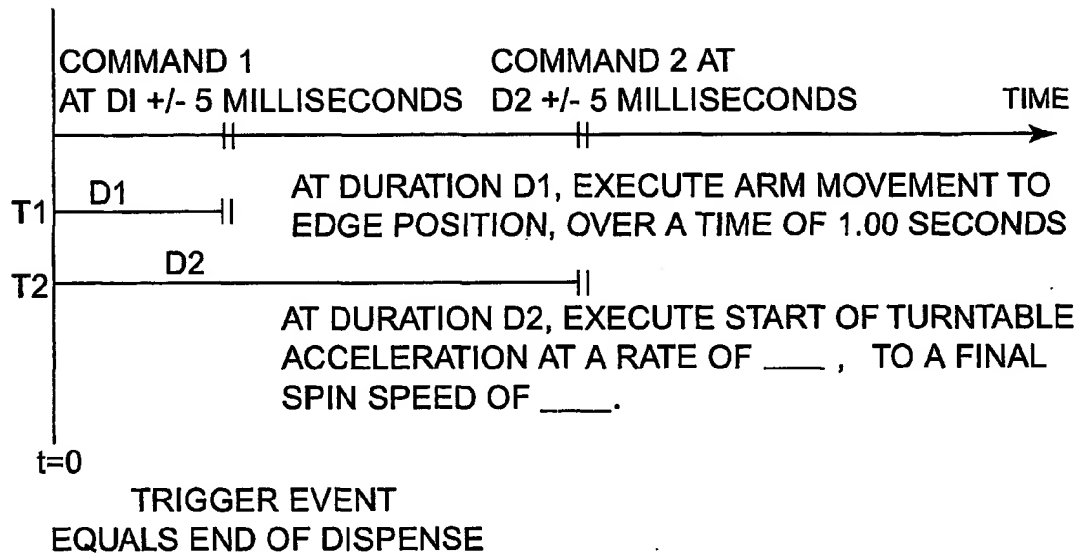 COMMAND 1
AT DI +/- 5 MILLISECONDS
COMMAND 2 AT
D2 +/- 5 MILLISECONDS
TIME
D1
T1
AT DURATION D1, EXECUTE ARM MOVEMENT TO
EDGE POSITION, OVER A TIME OF 1.00 SECONDS
D2
T2
AT DURATION D2, EXECUTE START OF TURNTABLE
ACCELERATION AT A RATE OF ____ , TO A FINAL
SPIN SPEED OF ____.
t=0
TRIGGER EVENT
EQUALS END OF DISPENSE